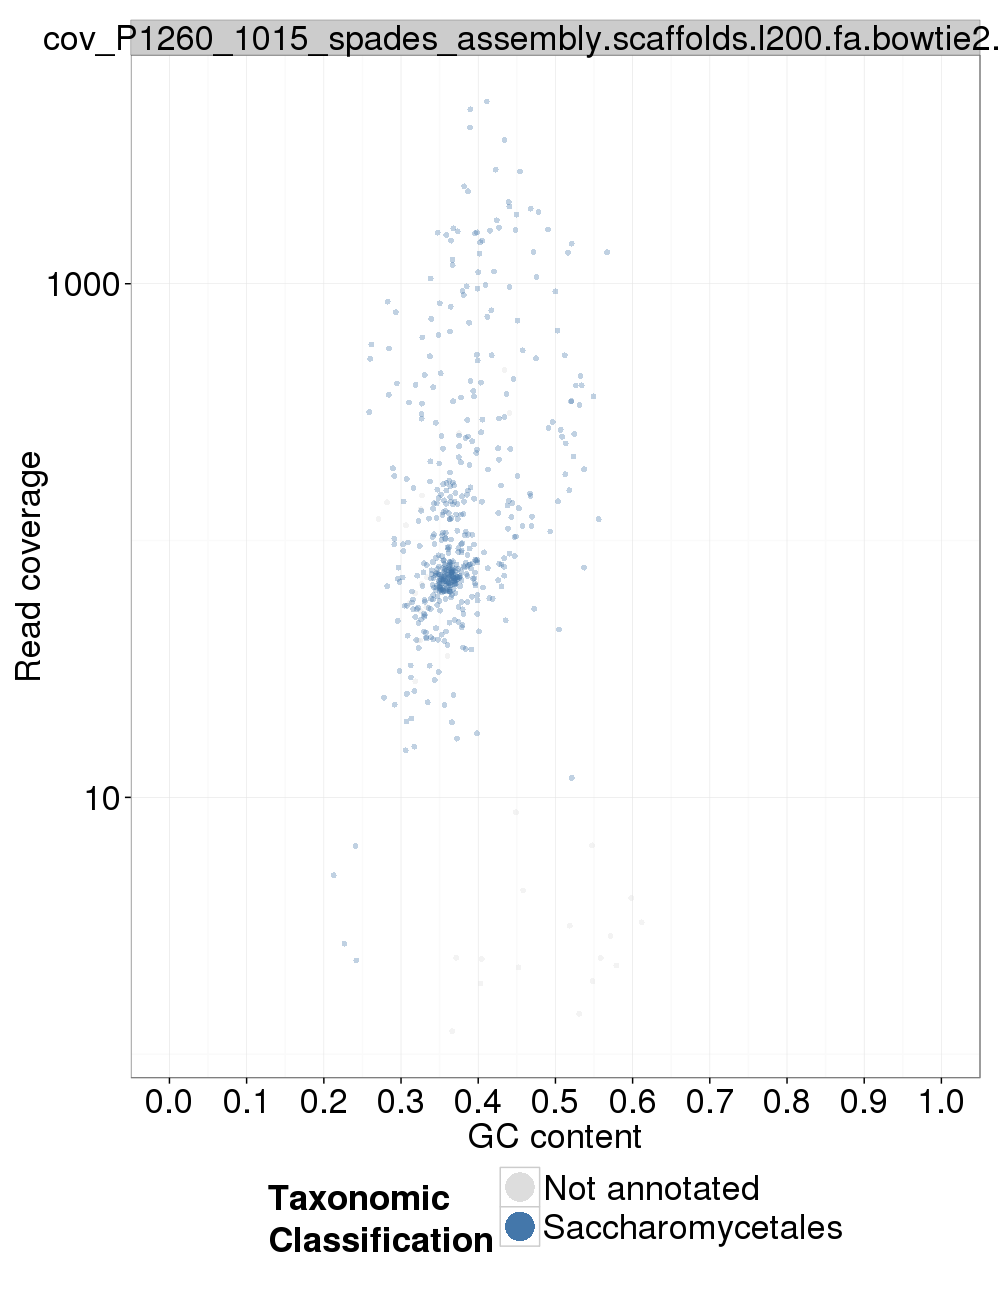 cov_P1260_1015_spades_assembly.scaffolds.l200.fa.bowtie2.
1000
10
Read coverage
0.0 0.1 0.2 0.3 0.4 0.5 0.6 0.7 0.8 0.9 1.0
GC content
Taxonomic
Classification
Not annotated
Saccharomycetales